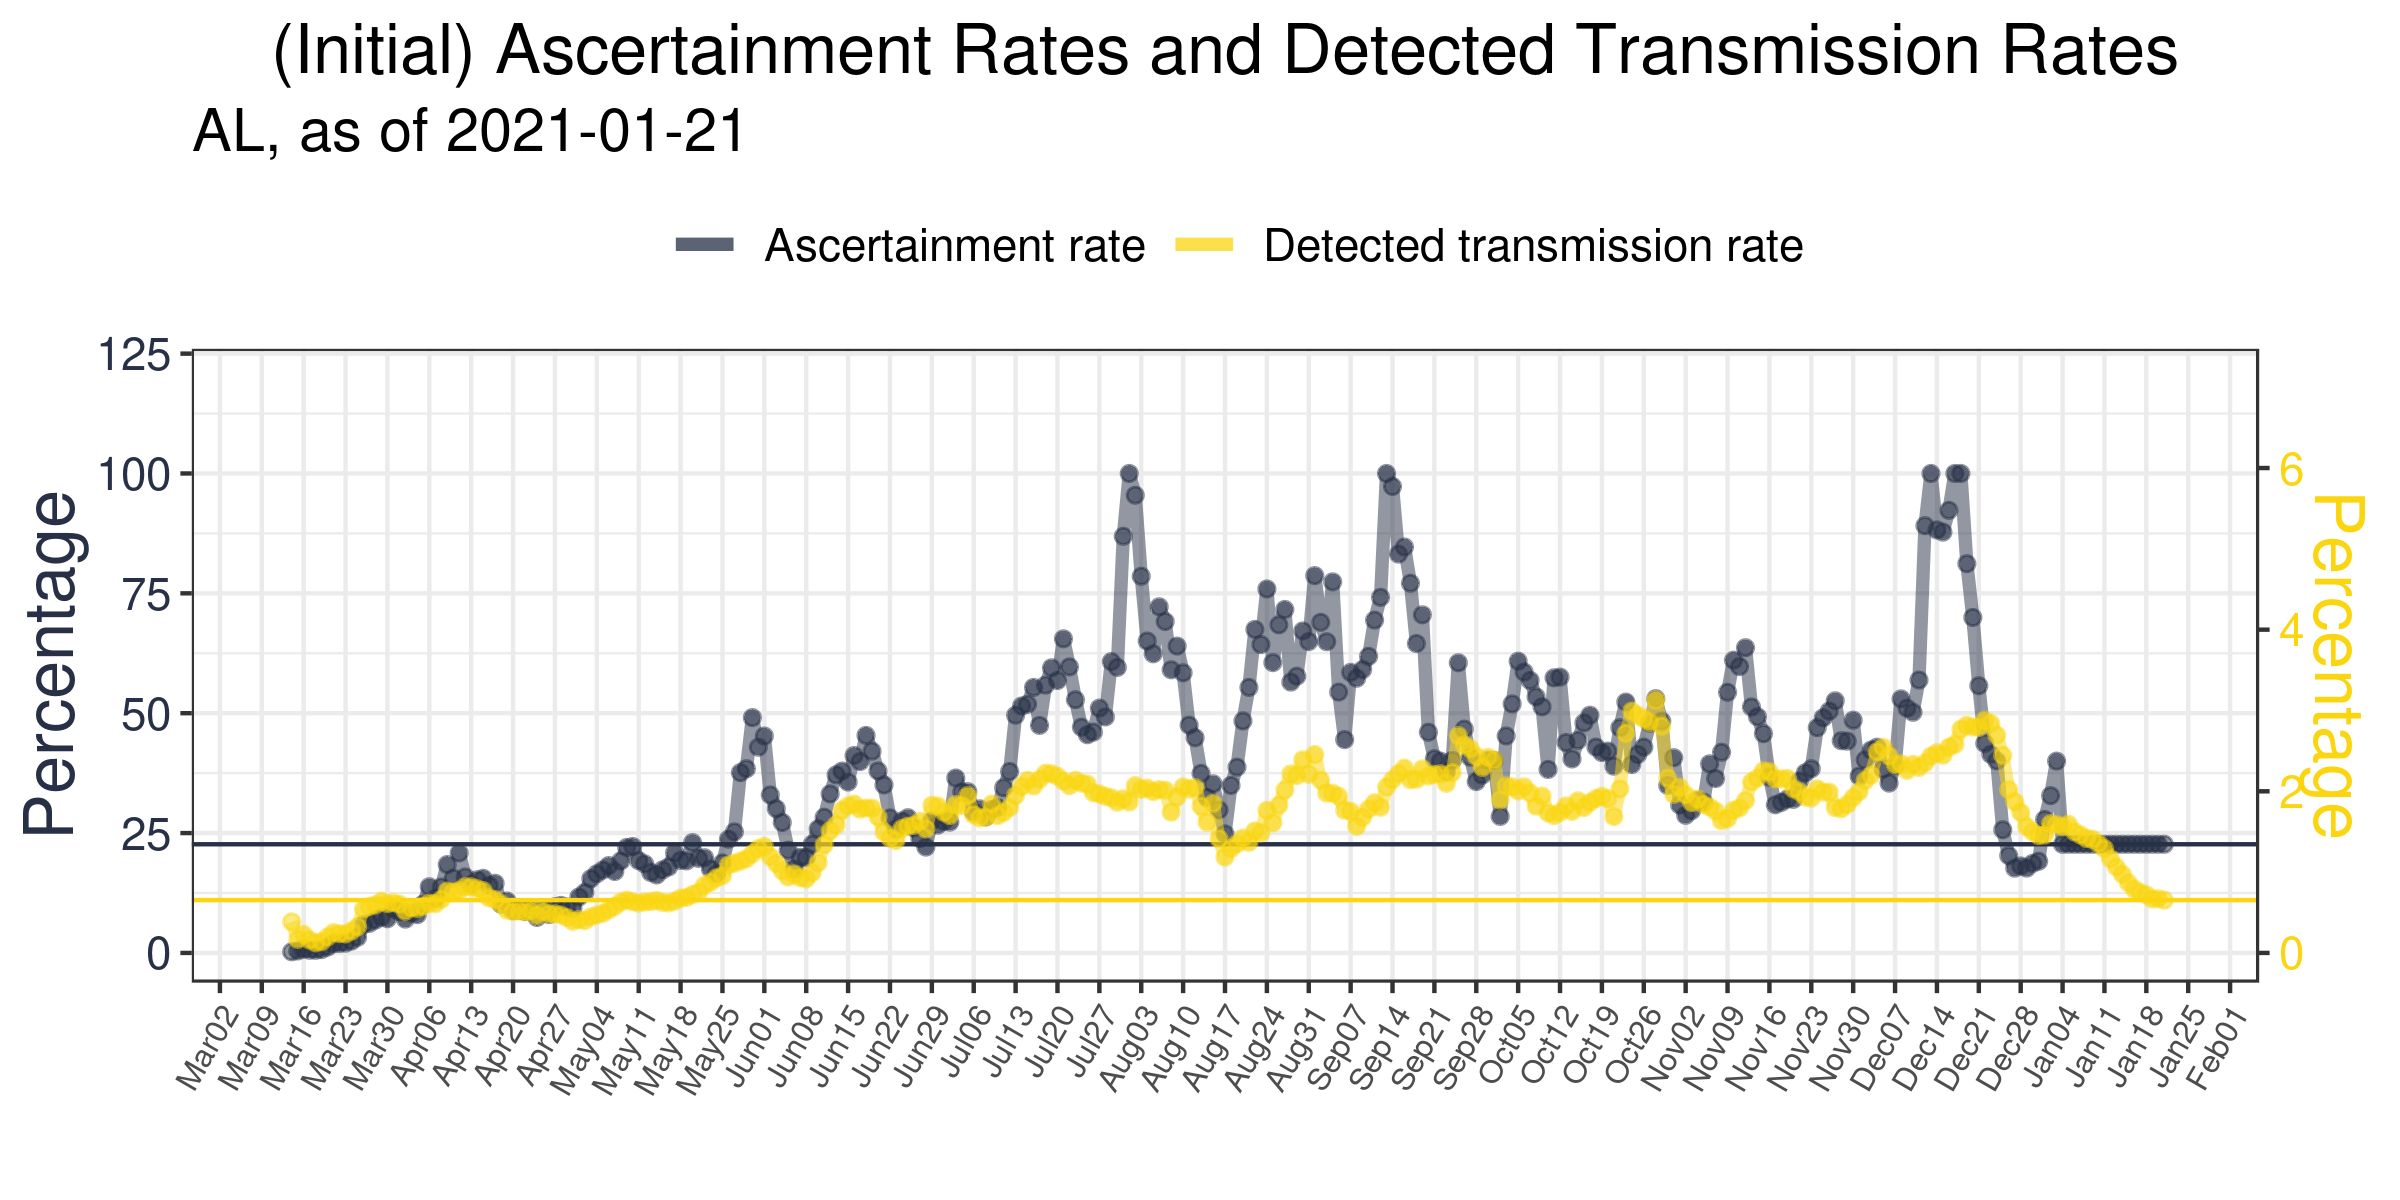 (Initial) Ascertainment Rates and Detected Transmission Rates
AL, as of 2021-01-21
Ascertainment rate
Detected transmission rate
Percentage
125
100
75
50
25
0
6
4
2
0
Percentage
Mar02
Mar09
Mar16
Mar23
Mar30
Apr06
Apr13
Apr20
Apr27
May04
May11
May18
May25
Jun01
Jun08
Jun15
Jun22
Jun29
Jul06
Jul13
Jul20
Jul27
Aug03
Aug10
Aug17
Aug24
Aug31
Sep07
Sep14
Sep21
Sep28
Oct05
Oct12
Oct19
Oct26
Nov02
Nov09
Nov16
Nov23
Nov30
Dec07
Dec14
Dec21
Dec28
Jan04
Jan11
Jan18
Jan25
Feb01